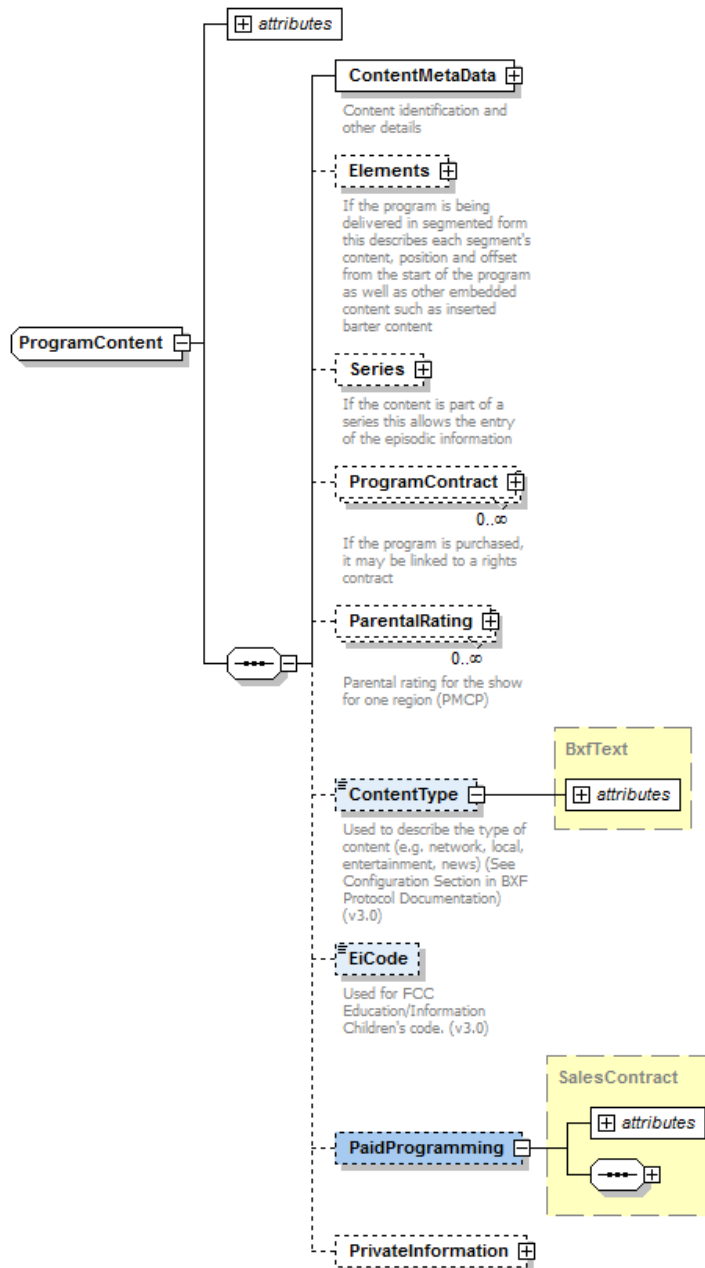 attributes
ContentMetaData
Content identification and
other details
Elements
If the program is being
delivered in segmented form
this describes each segment's
content, position and offset
from the start of the program
as well as other embedded
content such as inserted
barter content
ProgramContent
Series
If the content is part of a
series this allows the entry
of the episodic information
ProgramContract
0..∞
If the program is purchased,
it may be linked to a rights
contract
ParentalRating
0..∞
Parental rating for the show
for one region (PMCP)
BxfText
ContentType
attributes
Used to describe the type of
content (e.g. network, local,
entertainment, news) (See
Configuration Section in BXF
Protocol Documentation)
(v3.0)
EiCode
Used for FCC
Education/Information
Children's code. (v3.0)
SalesContract
attributes
PaidProgramming
PrivateInformation